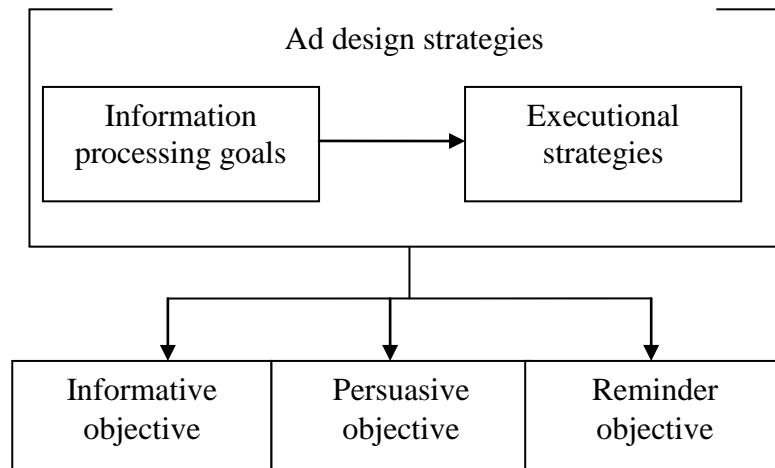 Ad design strategies
Information
processing goals
Executional
strategies
Informative
objective
Persuasive
objective
Reminder
objective